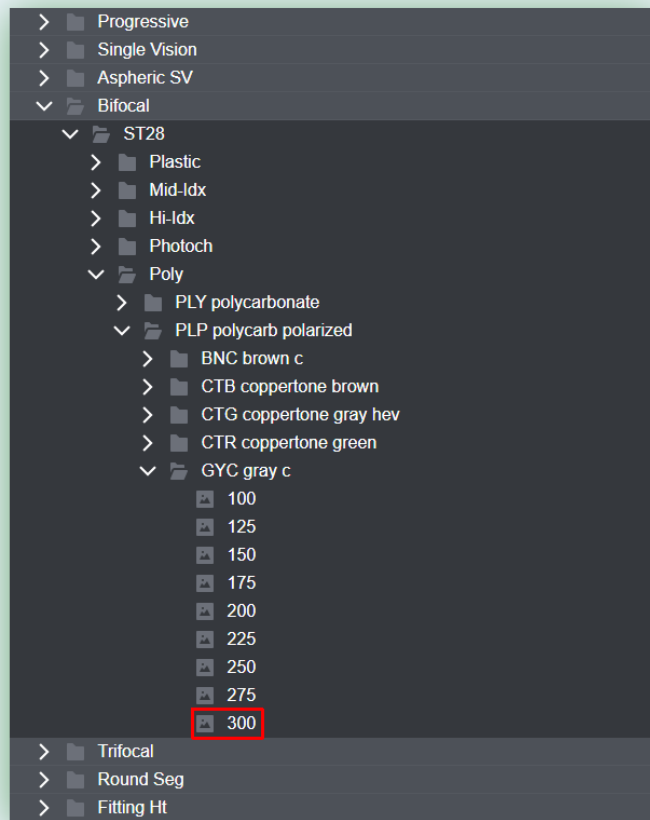 Progressive
Single Vision
Aspheric SV
Bifocal
ST28
Plastic
Mid-Idx
Hi-Idx
Photoch
Poly
PLY polycarbonate
PLP polycarb polarized
BNC brown c
CTB coppertone brown
CTG coppertone gray hev
CTR coppertone green
GYC gray c
100
125
150
175
200
225
250
275
300
Trifocal
Round Seg
Fitting Ht